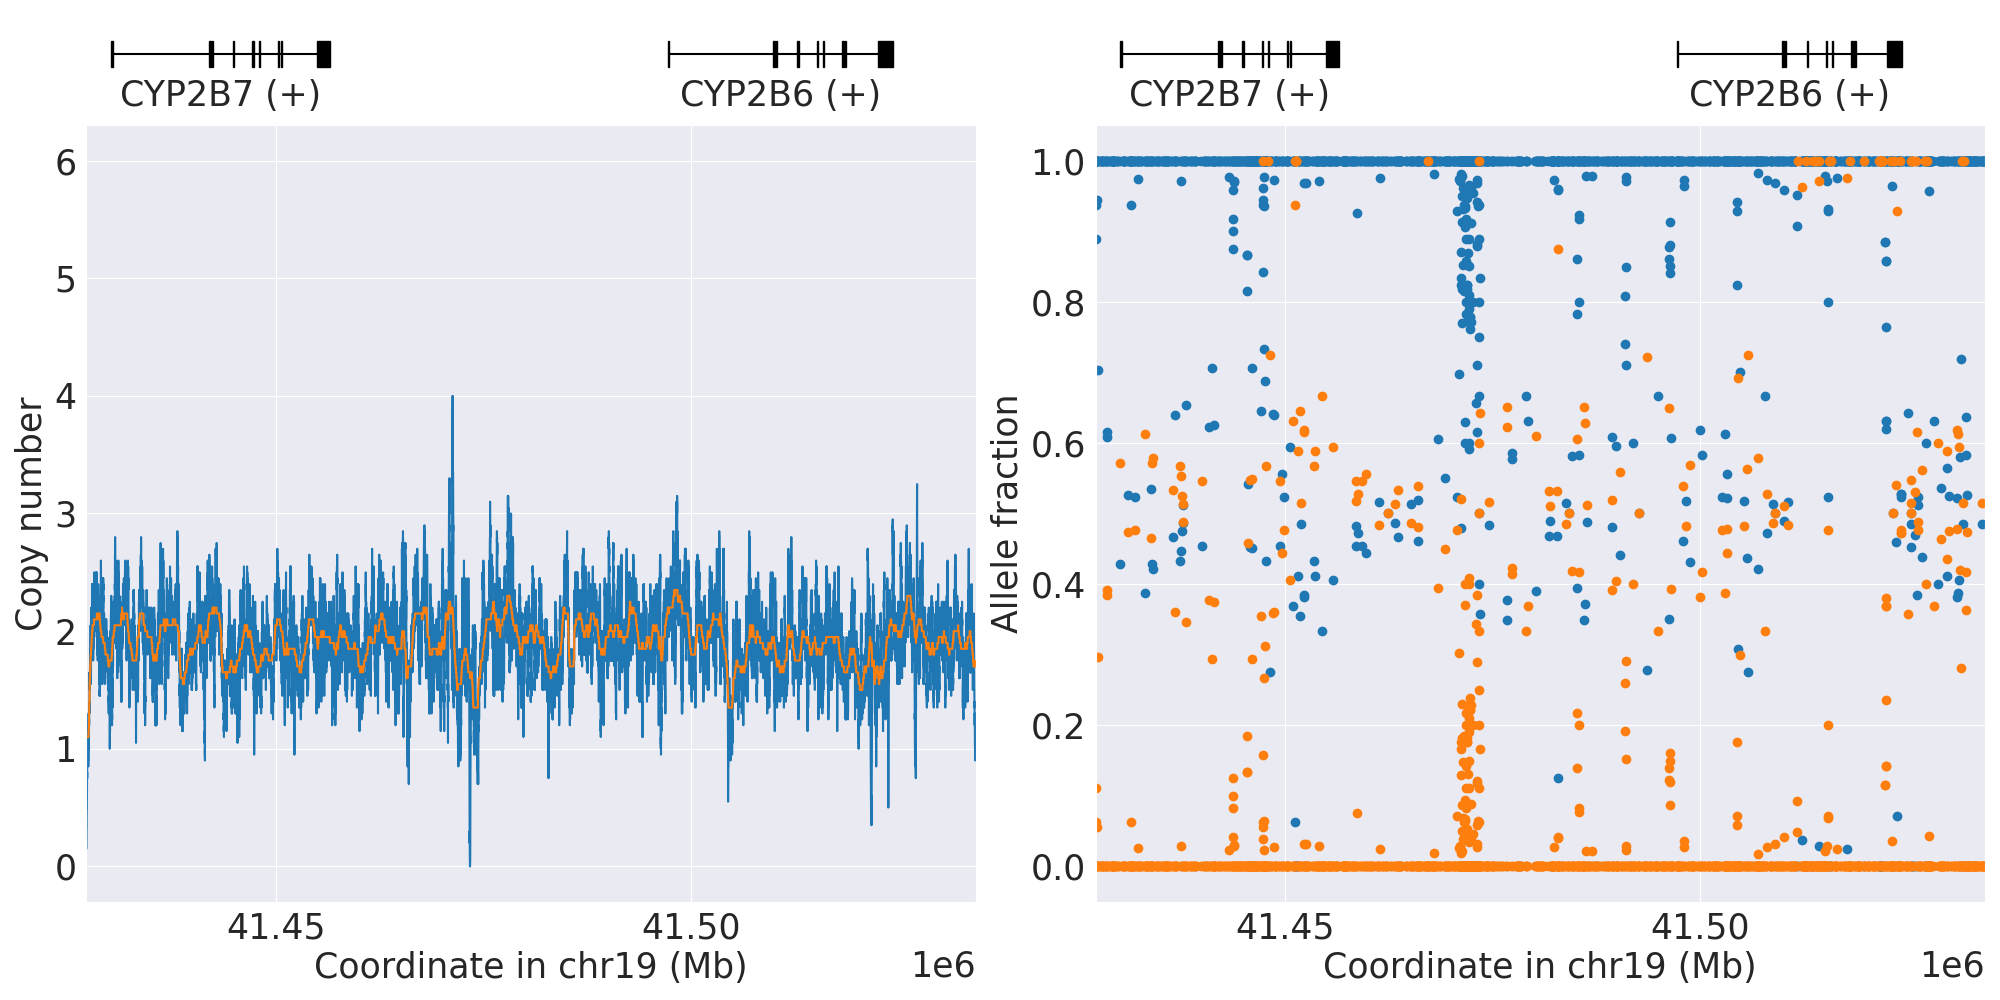 CYP2B7 (+)
CYP2B6 (+)
6
5
4
3
2
1
0
Copy number
41.45
41.50
Coordinate in chr19 (Mb)
1e6
CYP2B7 (+)
CYP2B6 (+)
1.0
0.8
0.6
0.4
0.2
0.0
Allele fraction
41.45
41.50
Coordinate in chr19 (Mb)
1e6